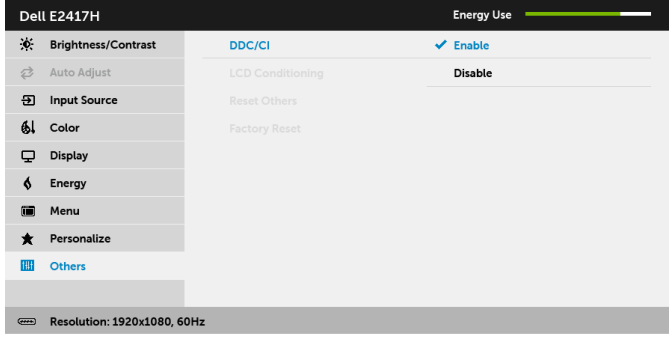 Dell E2417H Energy Use
Brightness/Contrast DDC/CI Enable
Auto Adjust LCD Conditioning Disable
Input Source Reset Others
Color Factory Reset
Display
Energy
Menu
Personalize
Others
Resolution: 1920x1080, 60Hz